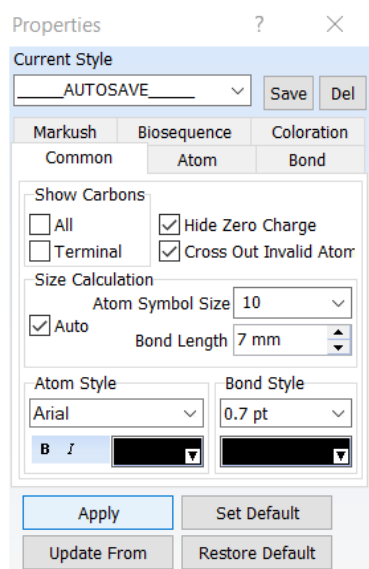 Properties ?
Current Style
_____AUTOSAVE_____ Save Del
Markush Biosequence Coloration
Common Atom Bond
Show Carbons
All Hide Zero Charge
Terminal Cross Out Invalid Atom
Size Calculation
Atom Symbol Size 10
Auto
Bond Length 7 mm
Atom Style Bond Style
Arial 0.7 pt
B I
Apply Set Default
Update From Restore Default